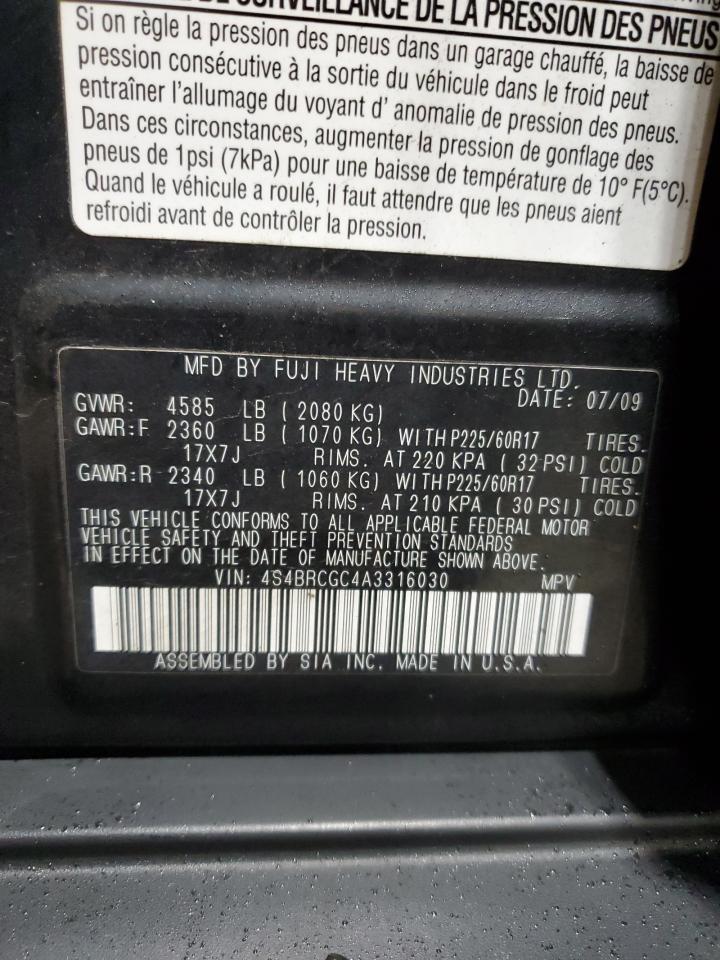 DE SURVEILLANCE DE LA PRESSION DES PNEUS
Si on règle la pression des pneus dans un garage chauffé, la baisse de
pression consécutive à la sortie du véhicule dans le froid peut
entraîner l'allumage du voyant d' anomalie de pression des pneus.
Dans ces circonstances, augmenter la pression de gonflage des
pneus de 1psi (7kPa) pour une baisse de température de 10° F(5°C).
Quand le véhicule a roulé, il faut attendre que les pneus aient
refroidi avant de contrôler la pression.
MFD BY FUJI HEAVY INDUSTRIES LTD.
DATE: 07/09
GVWR: 4585 LB ( 2080 KG)
GAWR:F 2360 LB ( 1070 KG) WITH P225/60R17 TIRES.
17X7J RIMS. AT 220 KPA ( 32 PSI) COLD
GAWR:R 2340 LB ( 1060 KG) WITH P225/60R17 TIRES.
17X7J RIMS. AT 210 KPA ( 30 PSI) COLD
THIS VEHICLE CONFORMS TO ALL APPLICABLE FEDERAL MOTOR
VEHICLE SAFETY AND THEFT PREVENTION STANDARDS
IN EFFECT ON THE DATE OF MANUFACTURE SHOWN ABOVE.
VIN: 4S4BRCGC4A3316030 MPV
ASSEMBLED BY SIA INC. MADE IN U.S.A.